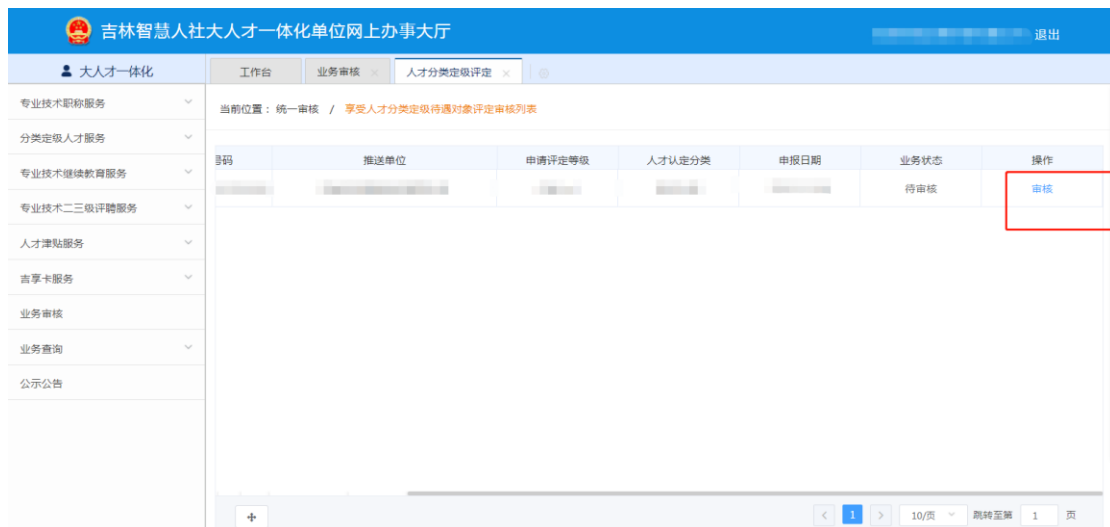 吉林智慧人社大人才一体化单位网上办事大厅
退出
大人才一体化
工作台 业务审核 人才分类定级评定
专业技术职称服务
分类定级人才服务
专业技术继续教育服务
专业技术二三级评聘服务
人才津贴服务
吉享卡服务
业务审核
业务查询
公示公告
当前位置：统一审核 / 享受人才分类定级待遇对象评定审核列表
码 推送单位 申请评定等级 人才认定分类 申报日期 业务状态 操作
待审核 审核
1 10/页 跳转至第 1 页